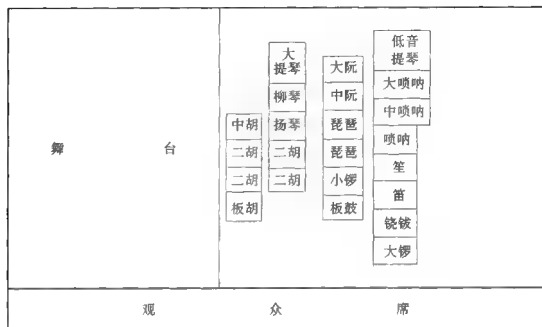 舞台
中胡
二胡
二胡
板胡
大
提琴
柳琴
扬琴
二胡
二胡
大阮
中阮
琵琶
琵琶
小锣
板鼓
低音
提琴
大唢呐
中唢呐
唢呐
笙
笛
铙钹
大锣
观众席